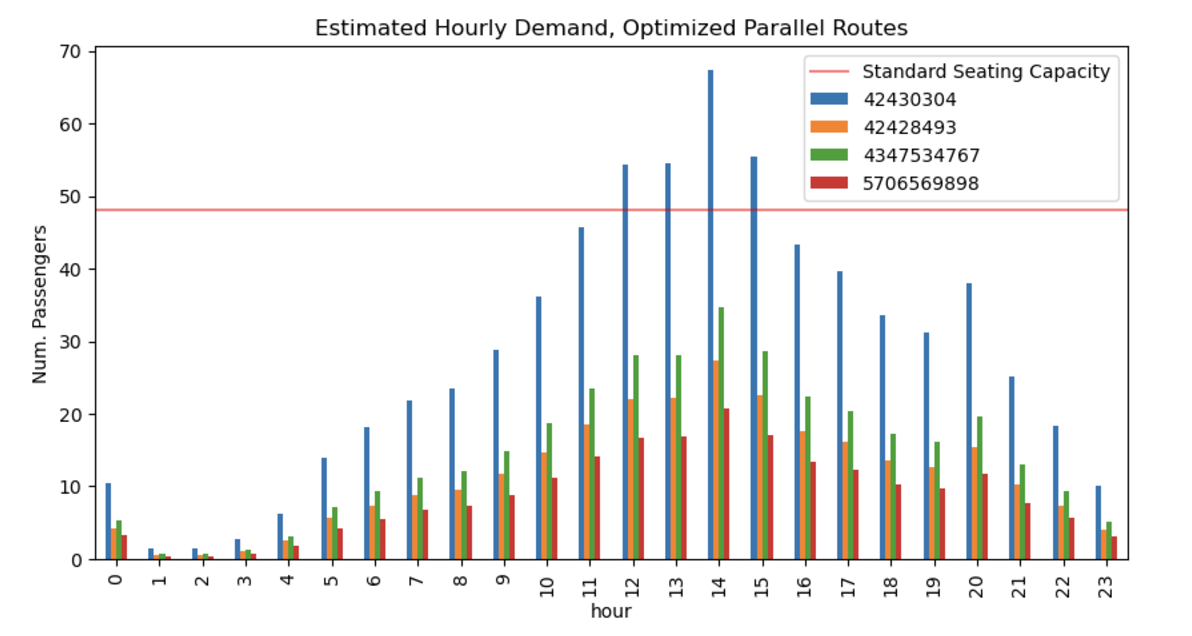 Estimated Hourly Demand, Optimized Parallel Routes
Standard Seating Capacity
42430304
42428493
4347534767
5706569898
Num. Passengers
70
60
50
40
30
20
10
0
0 1 2 3 4 5 6 7 8 9 10 11 12 13 14 15 16 17 18 19 20 21 22 23
hour